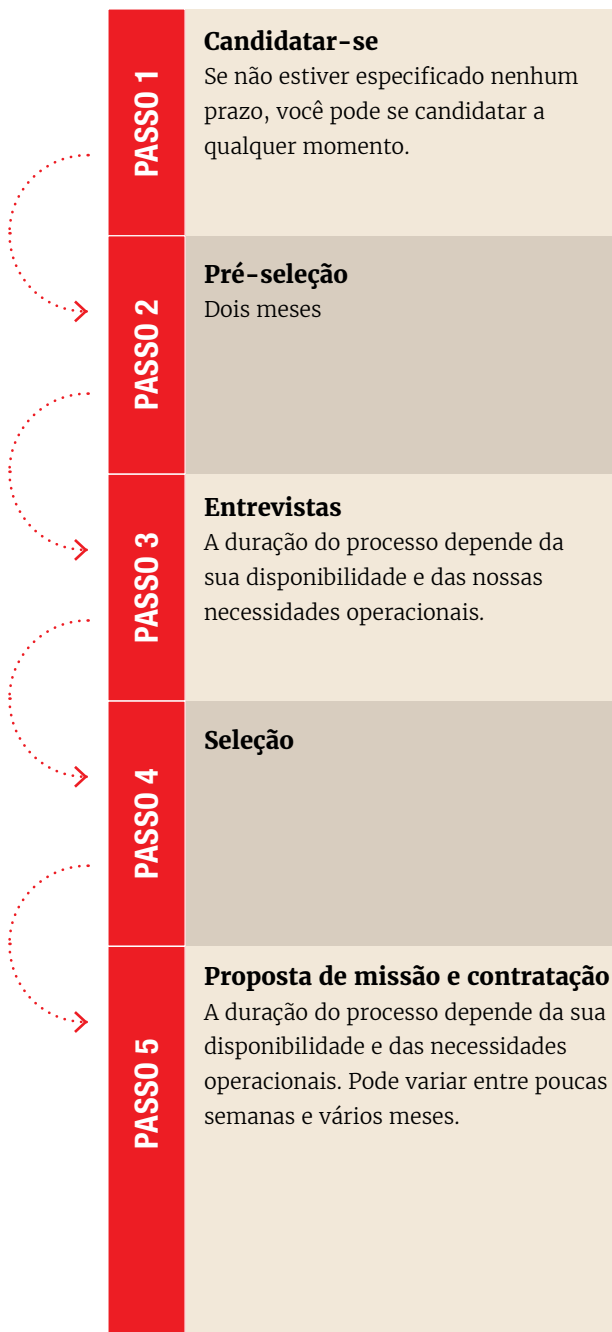 PASSO 1
Candidatar-se
Se não estiver especificado nenhum
prazo, você pode se candidatar a
qualquer momento.
PASSO 2
Pré-seleção
Dois meses
PASSO 3
Entrevistas
A duração do processo depende da
sua disponibilidade e das nossas
necessidades operacionais.
PASSO 4
Seleção
PASSO 5
Proposta de missão e contratação
A duração do processo depende da sua
disponibilidade e das necessidades
operacionais. Pode variar entre poucas
semanas e vários meses.